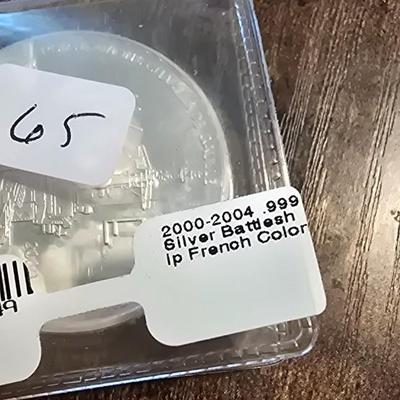 65
2000-2004 .999
Silver Battlesh
ip French Color